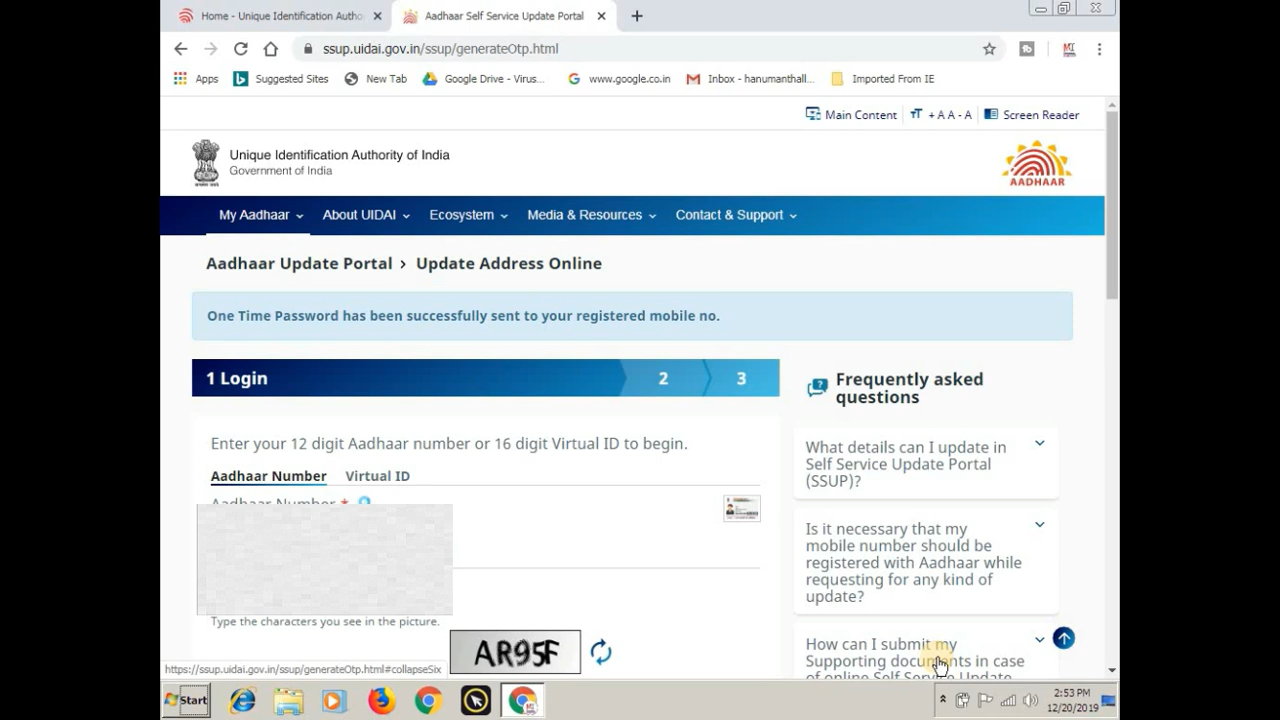 Home - Unique Identification Autho
Aadhaar Self Service Update Portal
ssup.uidai.gov.in/ssup/generateOtp.html
Apps
Suggested Sites
New Tab
Google Drive - Virus...
www.google.co.in
Inbox - hanumanthall...
Imported From IE
Main Content
+ A A - A
Screen Reader
Unique Identification Authority of India
Government of India
AADHAAR
My Aadhaar
About UIDAI
Ecosystem
Media & Resources
Contact & Support
Aadhaar Update Portal › Update Address Online
One Time Password has been successfully sent to your registered mobile no.
1 Login
2
3
Enter your 12 digit Aadhaar number or 16 digit Virtual ID to begin.
Aadhaar Number
Virtual ID
Aadhaar Number *
Type the characters you see in the picture.
AR95F
Frequently asked
questions
What details can I update in
Self Service Update Portal
(SSUP)?
Is it necessary that my
mobile number should be
registered with Aadhaar while
requesting for any kind of
update?
How can I submit my
Supporting documents in case
of online Self Service Update
https://ssup.uidai.gov.in/ssup/generateOtp.html#collapseSix
Start
2:53 PM
12/20/2019